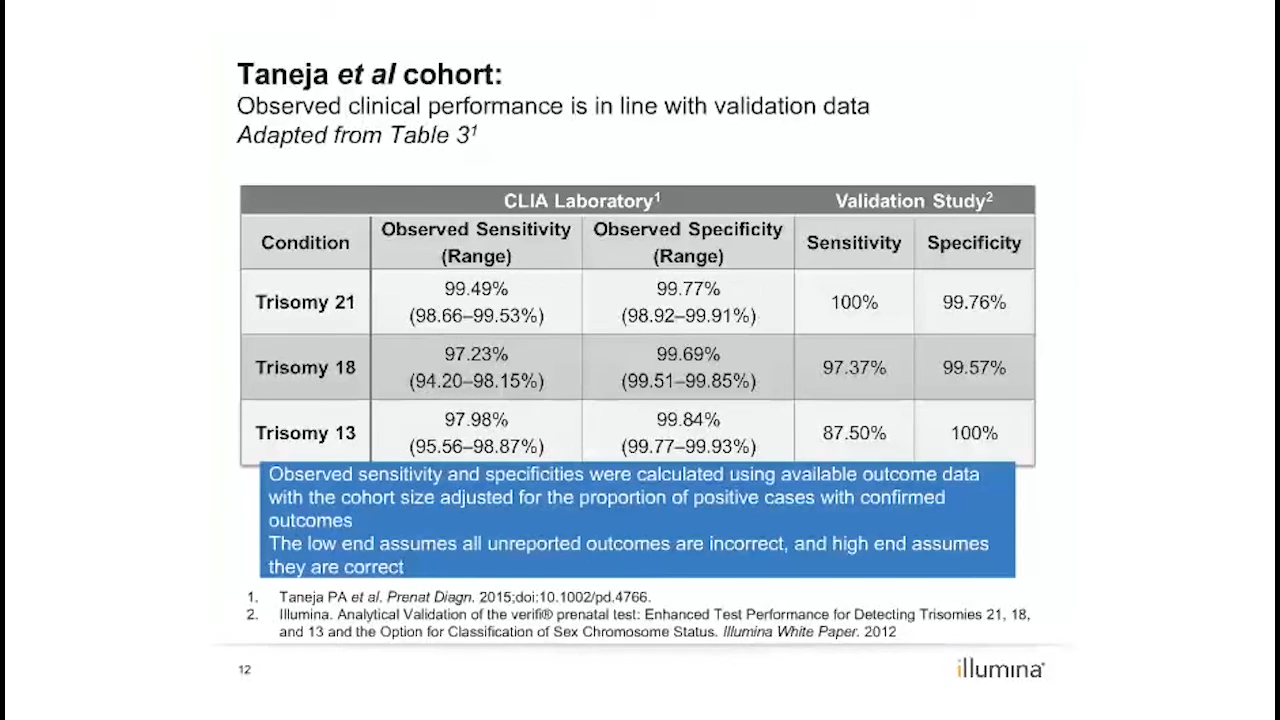 Taneja et al cohort:
Observed clinical performance is in line with validation data
Adapted from Table 3¹
CLIA Laboratory¹ Validation Study²
Condition Observed Sensitivity (Range) Observed Specificity (Range) Sensitivity Specificity
Trisomy 21 99.49% (98.66–99.53%) 99.77% (98.92–99.91%) 100% 99.76%
Trisomy 18 97.23% (94.20–98.15%) 99.69% (99.51–99.85%) 97.37% 99.57%
Trisomy 13 97.98% (95.56–98.87%) 99.84% (99.77–99.93%) 87.50% 100%
Observed sensitivity and specificities were calculated using available outcome data
with the cohort size adjusted for the proportion of positive cases with confirmed
outcomes
The low end assumes all unreported outcomes are incorrect, and high end assumes
they are correct
1. Taneja PA et al. Prenat Diagn. 2015;doi:10.1002/pd.4766.
2. Illumina. Analytical Validation of the verifi® prenatal test: Enhanced Test Performance for Detecting Trisomies 21, 18,
and 13 and the Option for Classification of Sex Chromosome Status. Illumina White Paper. 2012
12
illumina®